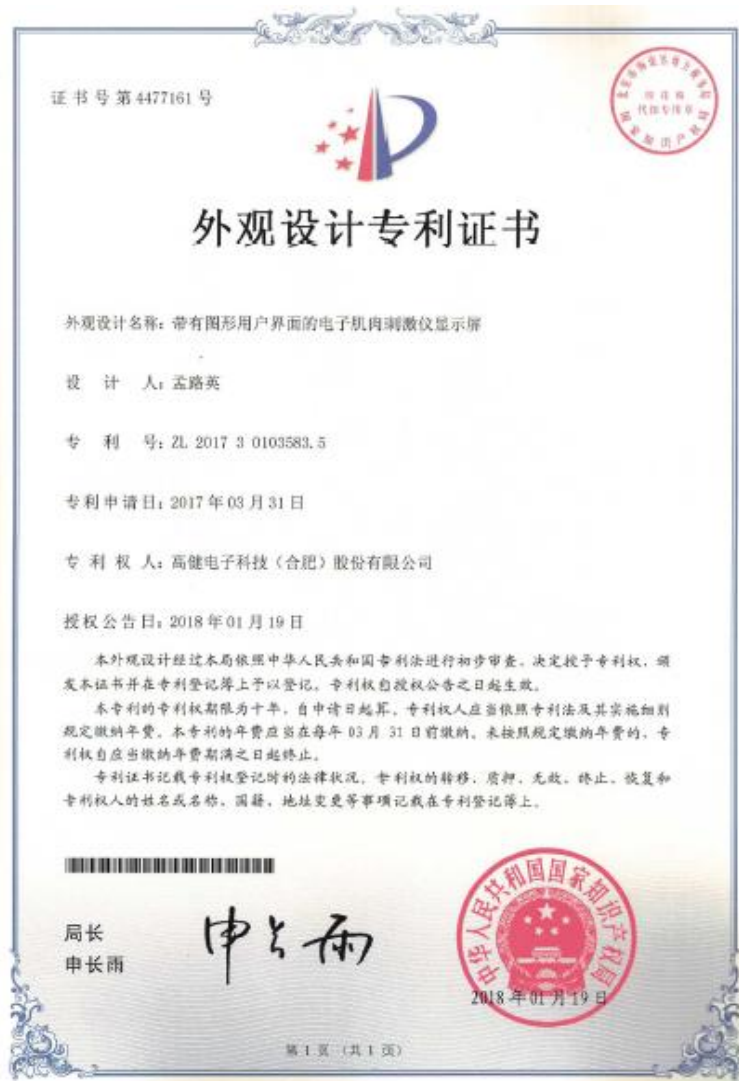 证书号第4477161号
外观设计专利证书
外观设计名称：带有图形用户界面的电子肌肉刺激仪显示屏
设计人：孟路英
专利号：ZL 2017 3 0103583.5
专利申请日：2017年03月31日
专利权人：高健电子科技（合肥）股份有限公司
授权公告日：2018年01月19日
本外观设计经过本局依照中华人民共和国专利法进行初步审查，决定授予专利权，颁
发本证书并在专利登记簿上予以登记。专利权自授权公告之日起生效。
本专利的专利权期限为十年，自申请日起算。专利权人应当依照专利法及其实施细则
规定缴纳年费。本专利的年费应当在每年03月31日前缴纳。未按照规定缴纳年费的，专
利权自应当缴纳年费期满之日起终止。
专利证书记载专利权登记时的法律状况。专利权的转移、质押、无效、终止、恢复和
专利权人的姓名或名称、国籍、地址变更等事项记载在专利登记簿上。
局长
申长雨
申长雨
中华人民共和国国家知识产权局
2018年01月19日
第1页（共1页）